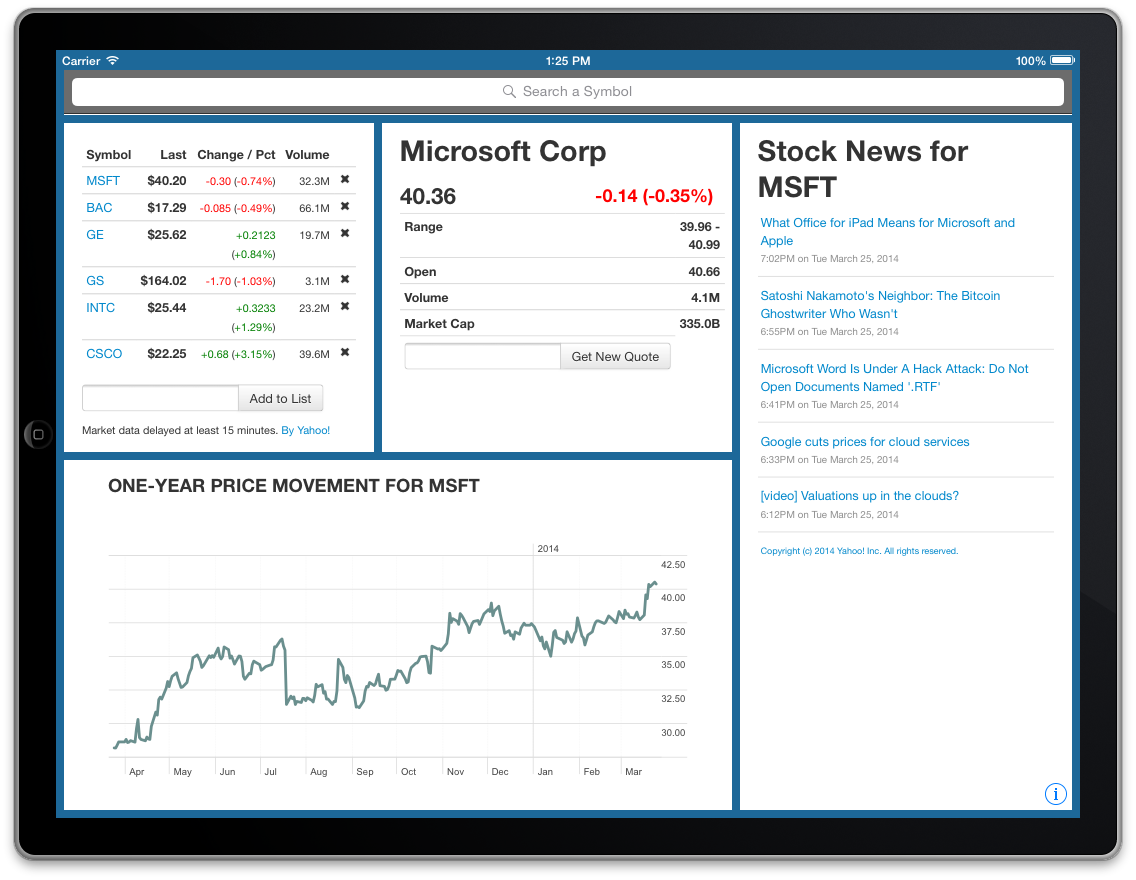 Carrier 1:25 PM 100%
Search a Symbol
Symbol Last Change / Pct Volume
MSFT $40.20 -0.30 (-0.74%) 32.3M ✖
BAC $17.29 -0.085 (-0.49%) 66.1M ✖
GE $25.62 +0.2123 19.7M ✖
(+0.84%)
GS $164.02 -1.70 (-1.03%) 3.1M ✖
INTC $25.44 +0.3233 23.2M ✖
(+1.29%)
CSCO $22.25 +0.68 (+3.15%) 39.6M ✖
Add to List
Market data delayed at least 15 minutes. By Yahoo!
Microsoft Corp
40.36 -0.14 (-0.35%)
Range 39.96 -
40.99
Open 40.66
Volume 4.1M
Market Cap 335.0B
Get New Quote
Stock News for
MSFT
What Office for iPad Means for Microsoft and
Apple
7:02PM on Tue March 25, 2014
Satoshi Nakamoto's Neighbor: The Bitcoin
Ghostwriter Who Wasn't
6:55PM on Tue March 25, 2014
Microsoft Word Is Under A Hack Attack: Do Not
Open Documents Named '.RTF'
6:41PM on Tue March 25, 2014
Google cuts prices for cloud services
6:33PM on Tue March 25, 2014
[video] Valuations up in the clouds?
6:12PM on Tue March 25, 2014
Copyright (c) 2014 Yahoo! Inc. All rights reserved.
ONE-YEAR PRICE MOVEMENT FOR MSFT
2014
42.50
40.00
37.50
35.00
32.50
30.00
Apr May Jun Jul Aug Sep Oct Nov Dec Jan Feb Mar
i